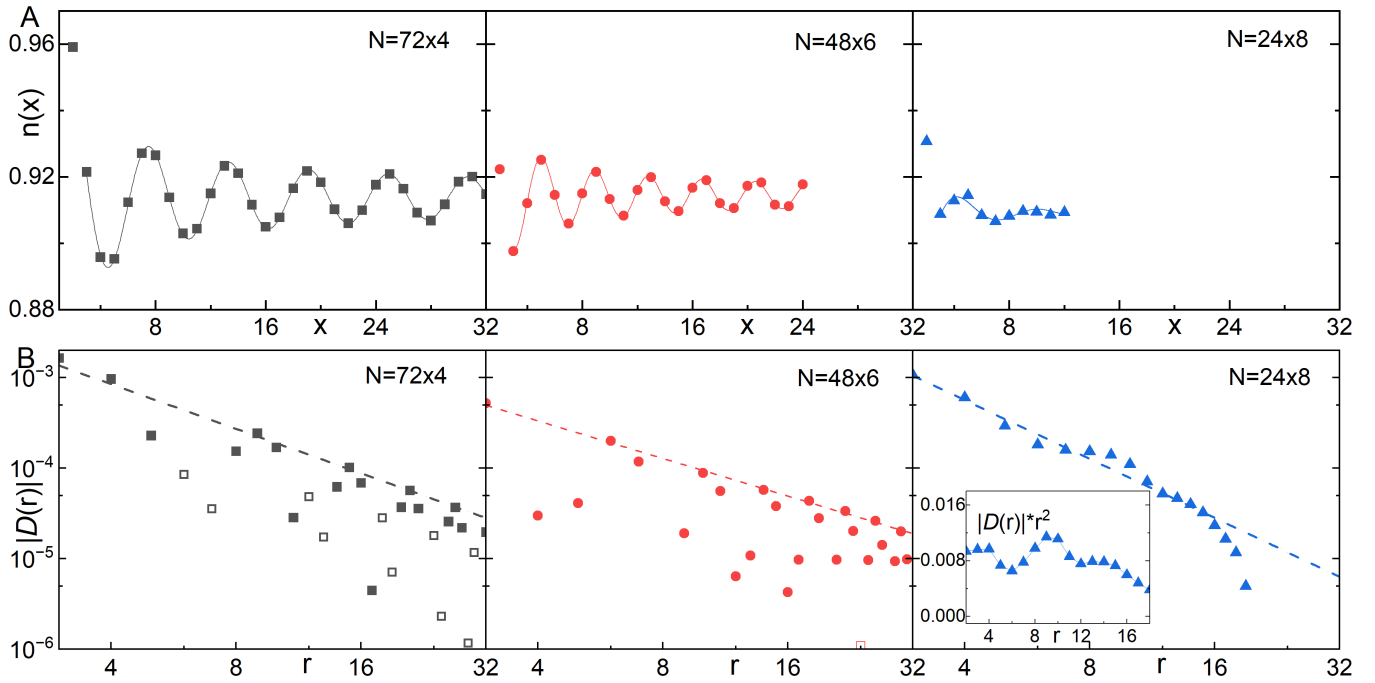 A
N=72x4
N=48x6
N=24x8
0.96
0.92
0.88
n(x)
8 16 x 24 32 8 16 x 24 32 8 16 x 24 32
B
N=72x4
N=48x6
N=24x8
10⁻³
10⁻⁴
10⁻⁵
10⁻⁶
|D(r)|
0.016
|D(r)|*r²
0.008
0.000
4 8 r 12 16
4 8 r 16 32 4 8 r 16 32 4 8 r 16 32